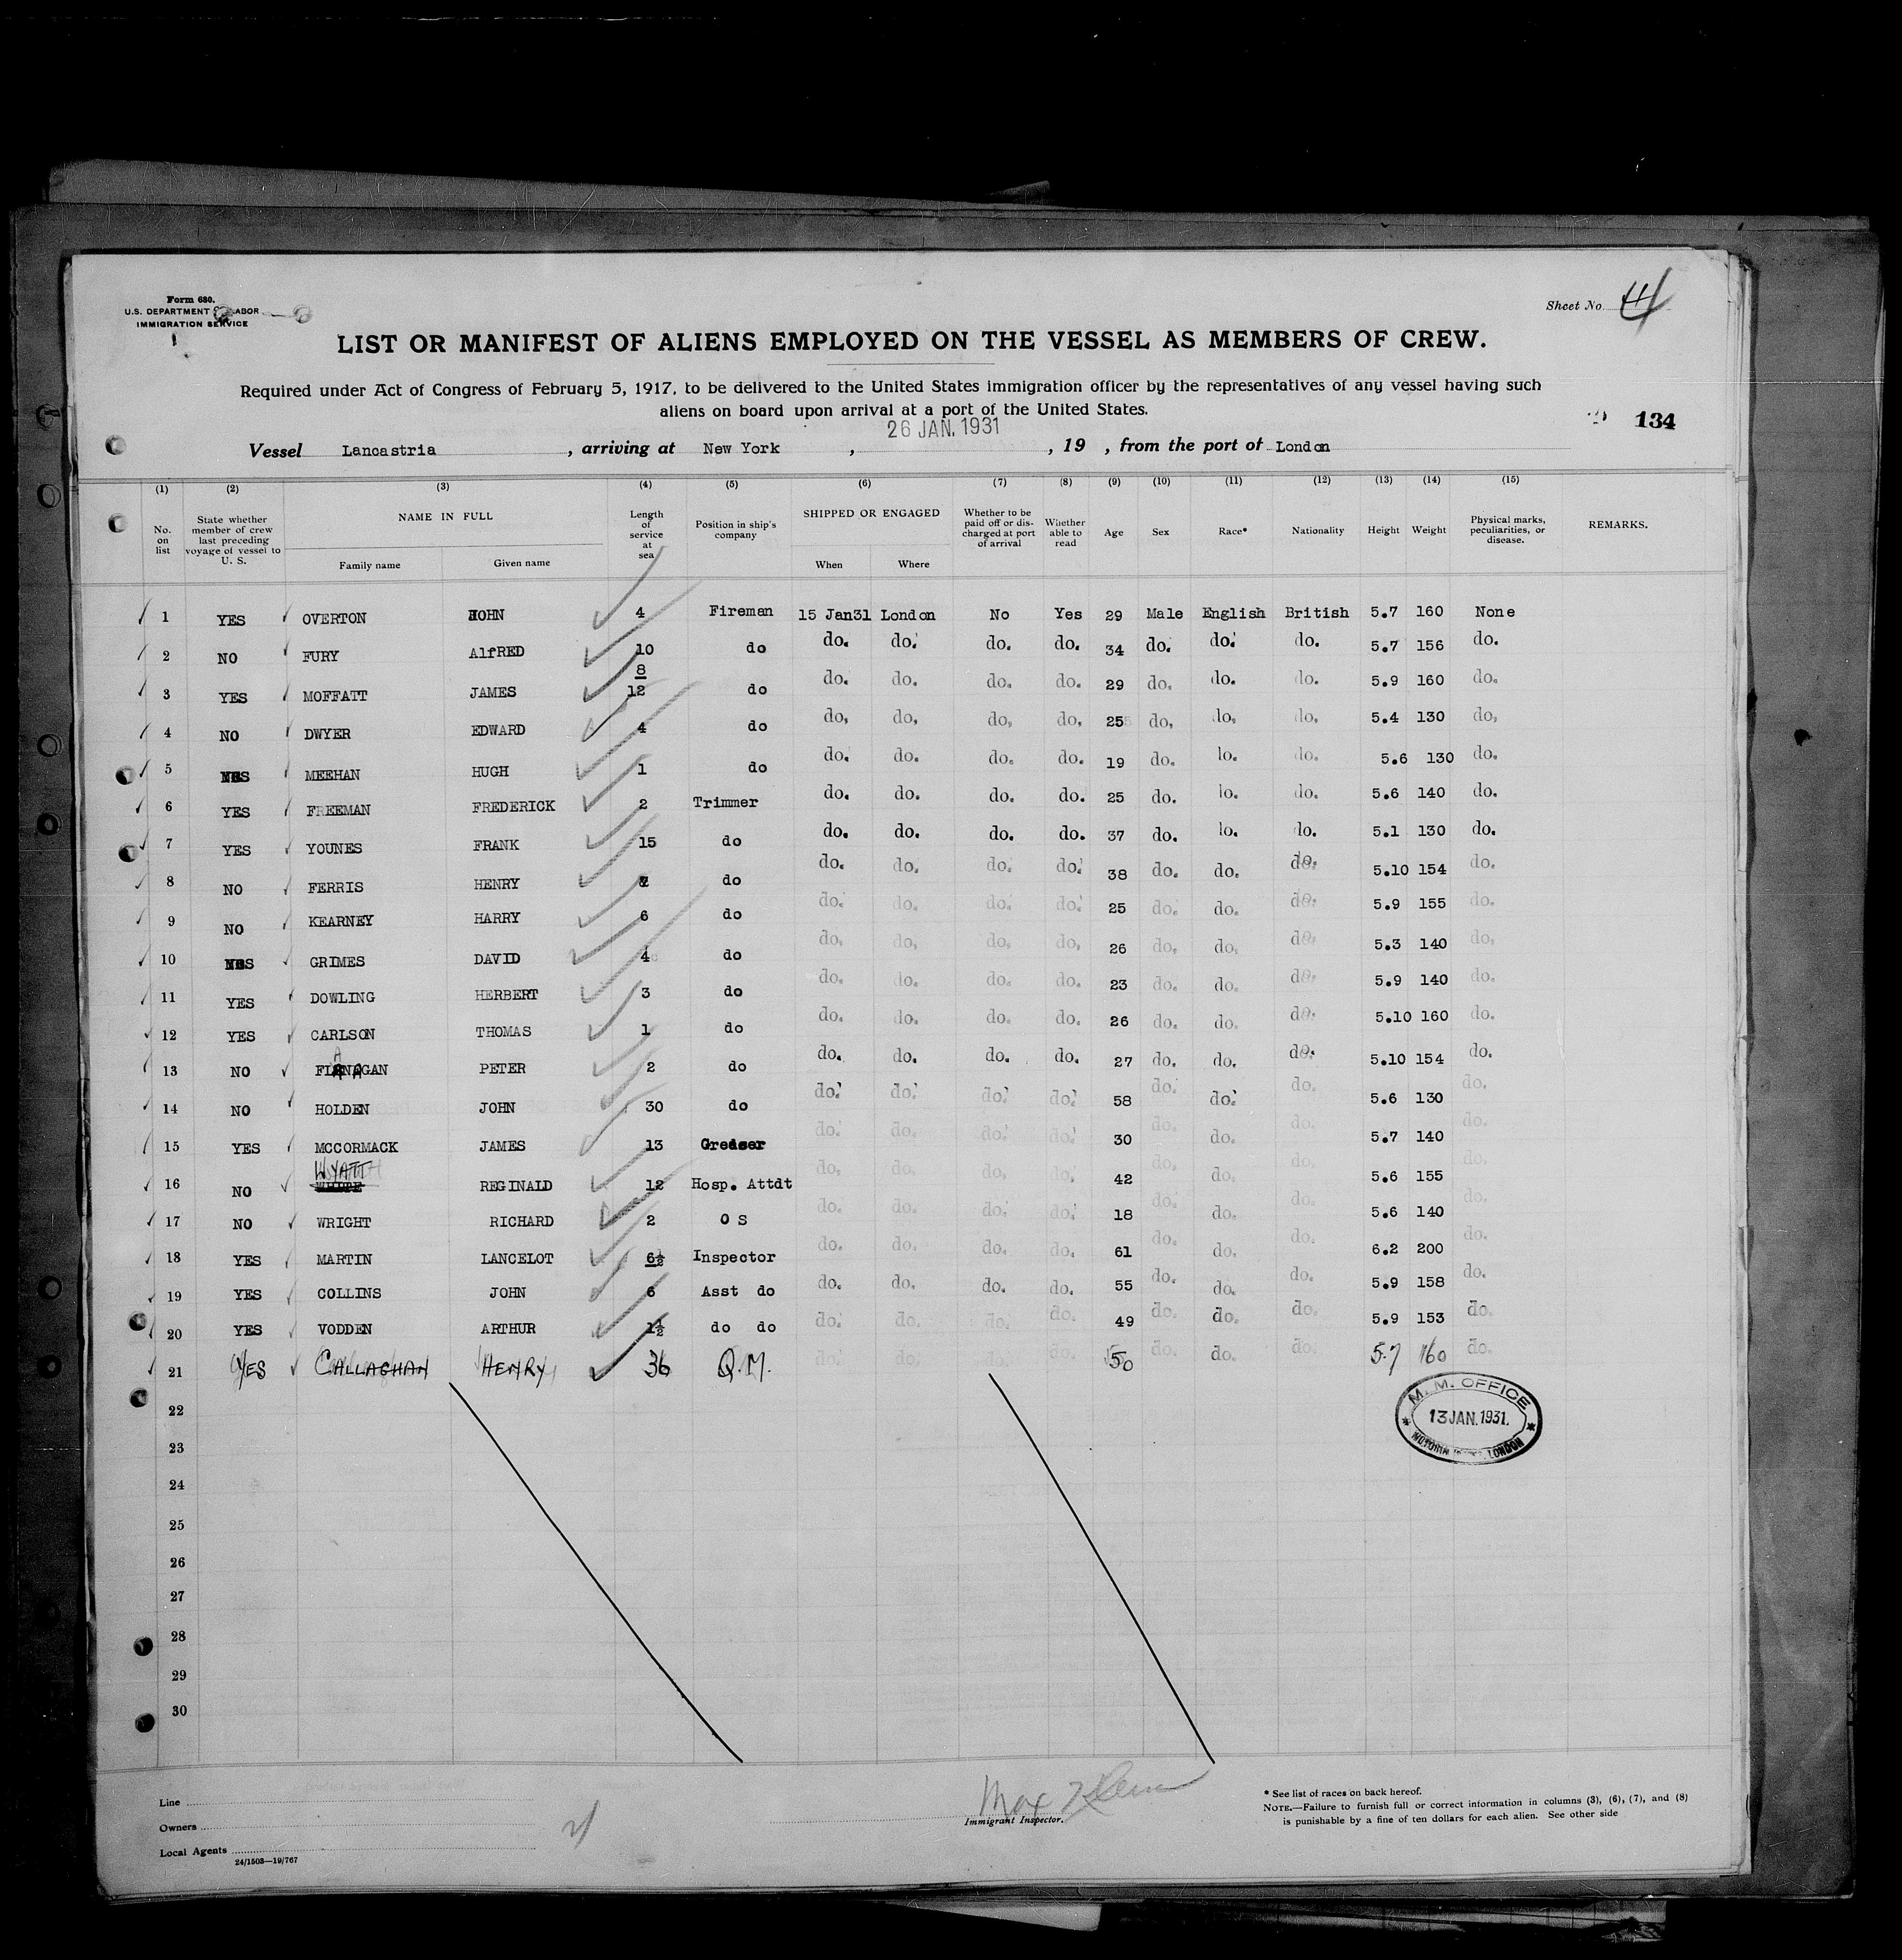 Form 680.
U.S. DEPARTMENT OF LABOR
IMMIGRATION SERVICE
Sheet No. 4
LIST OR MANIFEST OF ALIENS EMPLOYED ON THE VESSEL AS MEMBERS OF CREW.
Required under Act of Congress of February 5, 1917, to be delivered to the United States immigration officer by the representatives of any vessel having such
aliens on board upon arrival at a port of the United States.
134
26 JAN. 1931
Vessel Lancastria, arriving at New York, , 19 , from the port of London
(1) (2) (3) (4) (5) (6) (7) (8) (9) (10) (11) (12) (13) (14) (15)
No. on list
State whether member of crew last preceding voyage of vessel to U. S.
NAME IN FULL
Family name
Given name
Length of service at sea
Position in ship's company
SHIPPED OR ENGAGED
When
Where
Whether to be paid off or discharged at port of arrival
Whether able to read
Age
Sex
Race*
Nationality
Height
Weight
Physical marks, peculiarities, or disease.
REMARKS.
1 YES OVERTON JOHN 4 Fireman 15 Jan31 London No Yes 29 Male English British 5.7 160 None
2 NO FURY AlfRED 10 do do. do. do. do. 34 do. do. do. 5.7 156 do.
3 YES MOFFATT JAMES 8 12 do do. do. do. do. 29 do. do. do. 5.9 160 do.
4 NO DWYER EDWARD 4 do do. do. do. do. 25 do. do. do. 5.4 130 do.
5 YES MEEHAN HUGH 1 do do. do. do. do. 19 do. do. do. 5.6 130 do.
6 YES FREEMAN FREDERICK 2 Trimmer do. do. do. do. 25 do. do. do. 5.6 140 do.
7 YES YOUNES FRANK 15 do do. do. do. do. 37 do. do. do. 5.1 130 do.
8 NO FERRIS HENRY do do. do. do. do. 38 do. do. do. 5.10 154 do.
9 NO KEARNEY HARRY 6 do do. do. do. do. 25 do. do. do. 5.9 155 do.
10 YES GRIMES DAVID 4 do do. do. do. do. 26 do. do. do. 5.3 140 do.
11 YES DOWLING HERBERT 3 do do. do. do. do. 23 do. do. do. 5.9 140 do.
12 YES CARLSON THOMAS 1 do do. do. do. do. 26 do. do. do. 5.10 160 do.
13 NO FLANAGAN PETER 2 do do. do. do. do. 27 do. do. do. 5.10 154 do.
14 NO HOLDEN JOHN 30 do do. do. do. do. 58 do. do. do. 5.6 130 do.
15 YES MCCORMACK JAMES 13 Greaser do. do. do. do. 30 do. do. do. 5.7 140 do.
16 NO WYATT WHITE REGINALD 12 Hosp. Attdt do. do. do. do. 42 do. do. do. 5.6 155 do.
17 NO WRIGHT RICHARD 2 O S do. do. do. do. 18 do. do. do. 5.6 140 do.
18 YES MARTIN LANCELOT 6½ Inspector do. do. do. do. 61 do. do. do. 6.2 200 do.
19 YES COLLINS JOHN 6 Asst do do. do. do. do. 55 do. do. do. 5.9 158 do.
20 YES VODDEN ARTHUR 1½ do do do. do. do. do. 49 do. do. do. 5.9 153 do.
21 YES CALLAGHAN HENRY 36 Q.M. do. do. do. do. 50 do. do. do. 5.7 160 do.
22
23
24
25
26
27
28
29
30
M. M. OFFICE
13 JAN. 1931.
LONDON
Line
Owners
Local Agents
24/1503—19/767
21
Max
Immigrant Inspector.
* See list of races on back hereof.
NOTE.—Failure to furnish full or correct information in columns (3), (6), (7), and (8)
is punishable by a fine of ten dollars for each alien. See other side